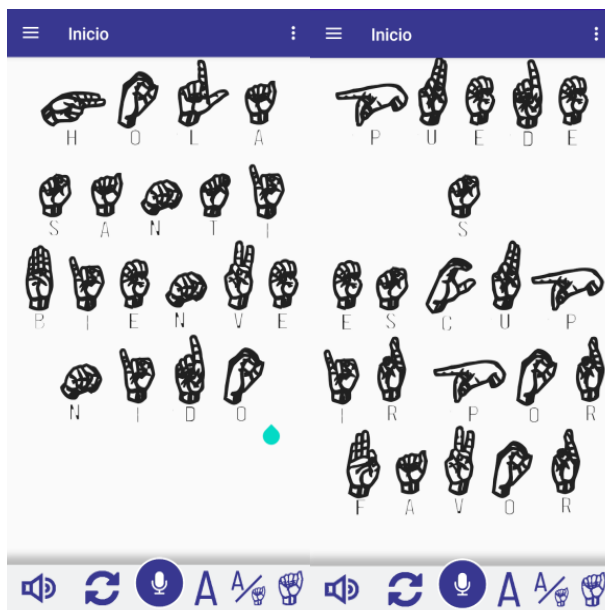 Inicio
H O L A
S A N T I
B I E N V E
N I D O
A A/
Inicio
P U E D E
S
E S C U P
I R P O R
F A V O R
A A/